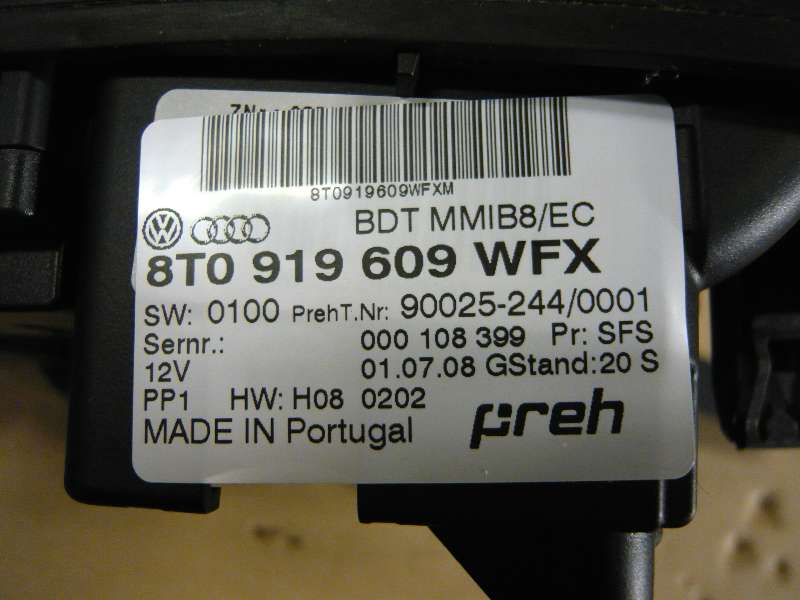 8T0919609WFXM
BDT MMIB8/EC
8T0 919 609 WFX
SW: 0100 PrehT.Nr: 90025-244/0001
Sernr.: 000 108 399 Pr: SFS
12V 01.07.08 GStand:20 S
PP1 HW: H08 0202
MADE IN Portugal preh